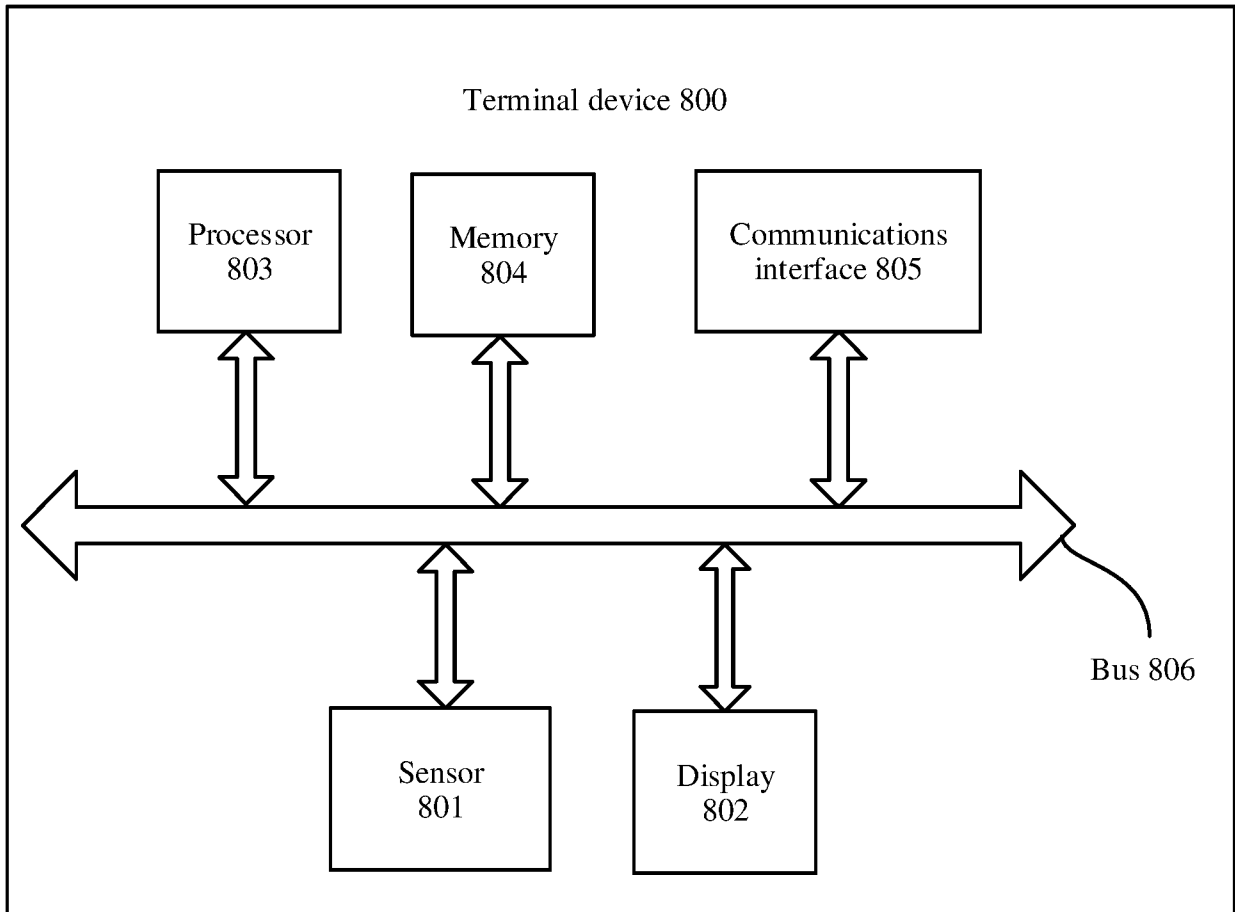 Terminal device 800
Processor
803
Memory
804
Communications
interface 805
Bus 806
Sensor
801
Display
802